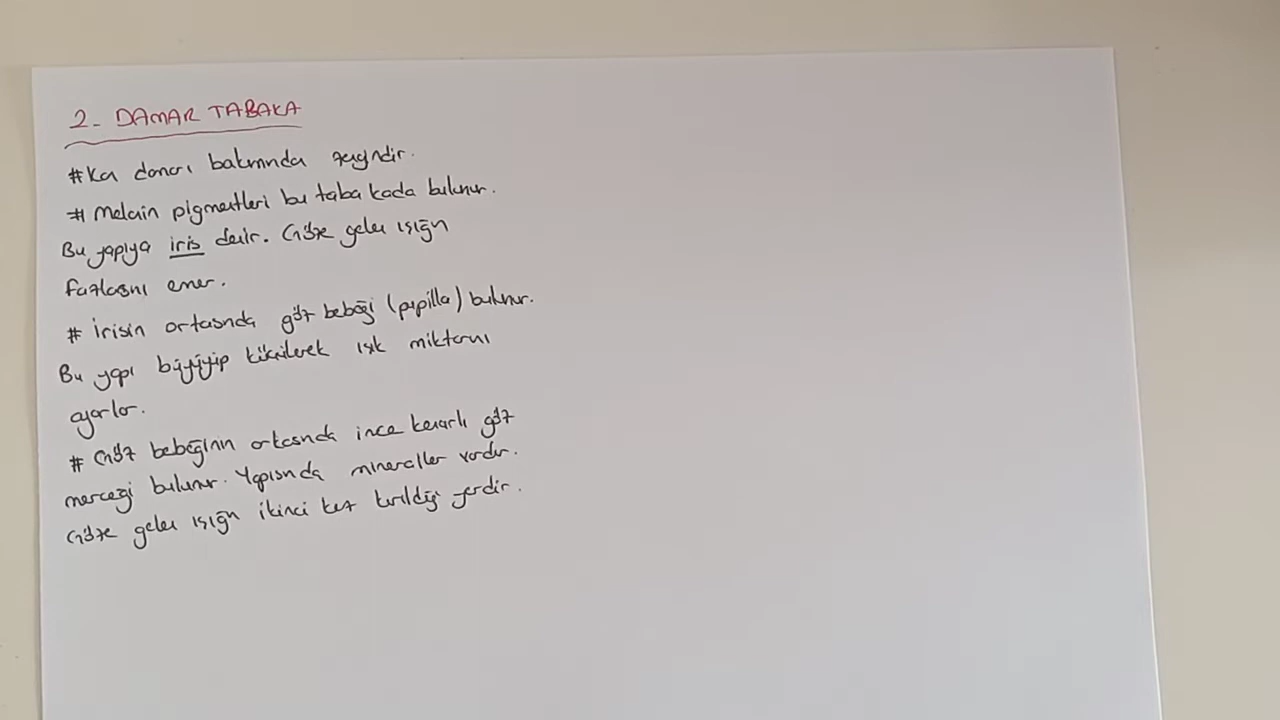 2- DAMAR TABAKA
#Kan damarı bakımında zengindir.
# Melain pigmentleri bu tabakada bulunur.
Bu yapıya iris denir. Göze gelen ışığın
fazlasını emer.
# İrisin ortasında göz bebeği (pupilla) bulunur.
Bu yapı büyüyüp küçülerek ışık miktarını
ayarlar.
# Göz bebeğinin ortasında ince kenarlı göz
merceği bulunur. Yapısında mineraller vardır.
Göze gelen ışığın ikinci kez kırıldığı yerdir.